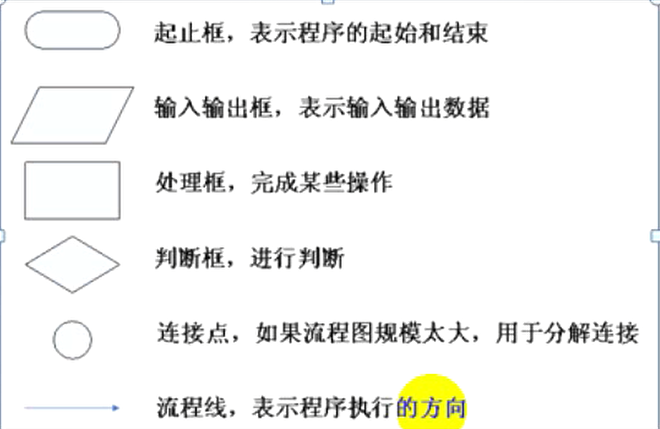 起止框，表示程序的起始和结束
输入输出框，表示输入输出数据
处理框，完成某些操作
判断框，进行判断
连接点，如果流程图规模太大，用于分解连接
流程线，表示程序执行的方向